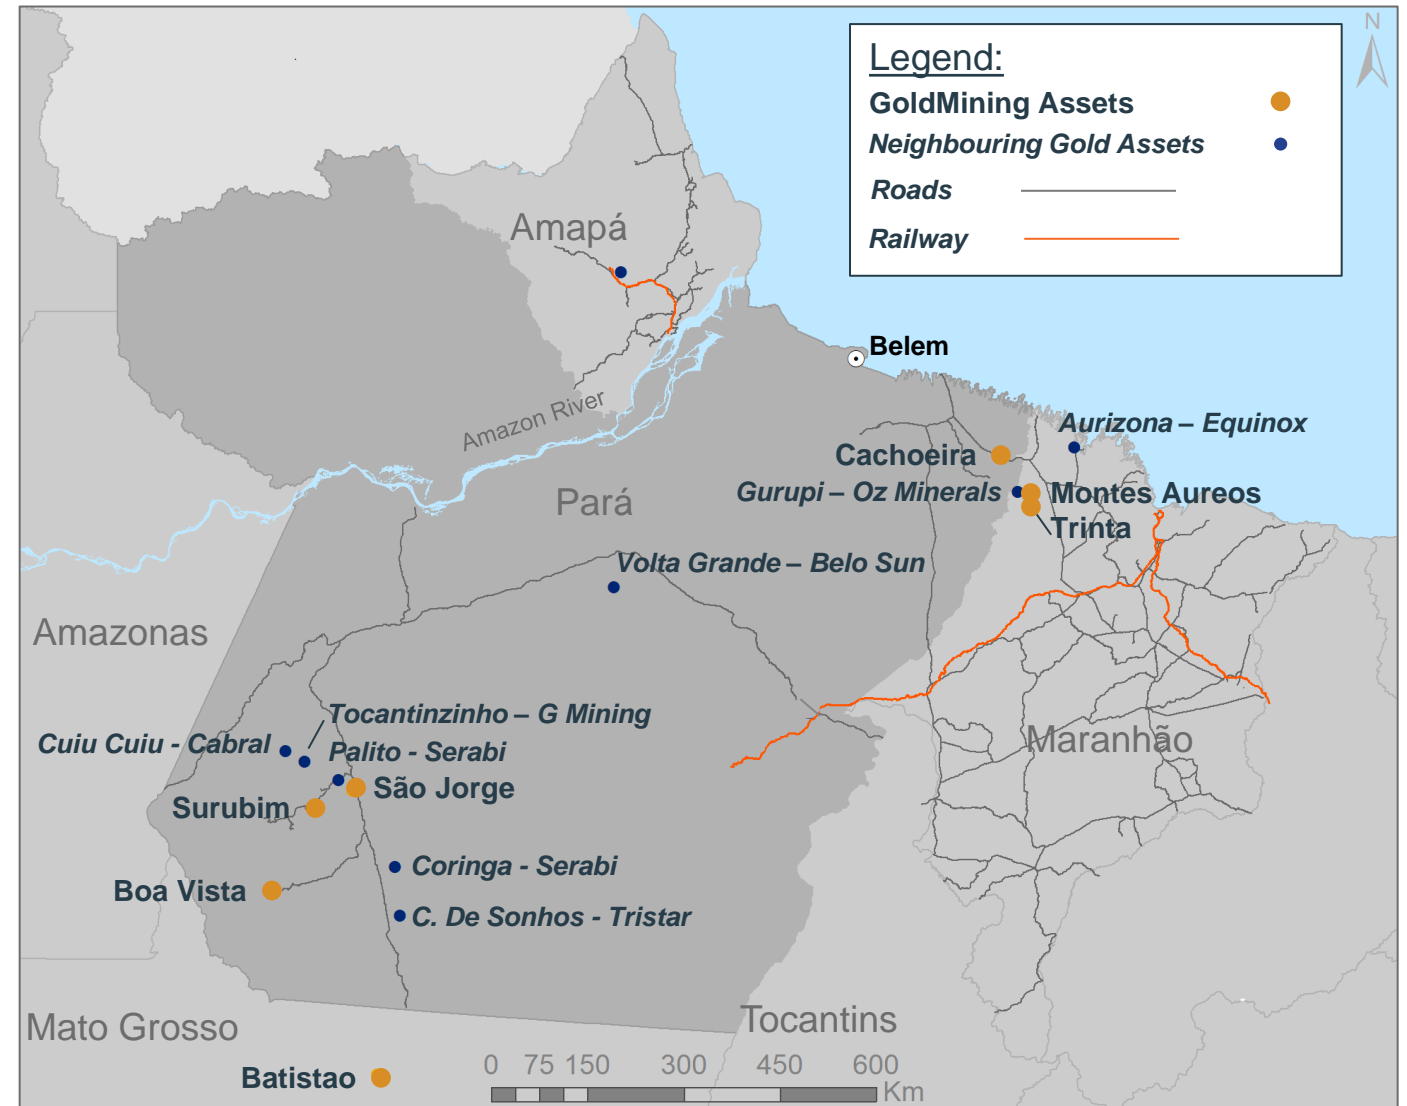 N
Legend:
GoldMining Assets
Neighbouring Gold Assets
Roads
Railway
Amapá
Belem
Amazon River
Aurizona – Equinox
Cachoeira
Gurupi – Oz Minerals
Montes Aureos
Trinta
Pará
Volta Grande – Belo Sun
Amazonas
Tocantinzinho – G Mining
Cuiu Cuiu - Cabral
Palito - Serabi
Maranhão
São Jorge
Surubim
Coringa - Serabi
Boa Vista
C. De Sonhos - Tristar
Mato Grosso
Tocantins
Batistao
0 75 150 300 450 600
Km